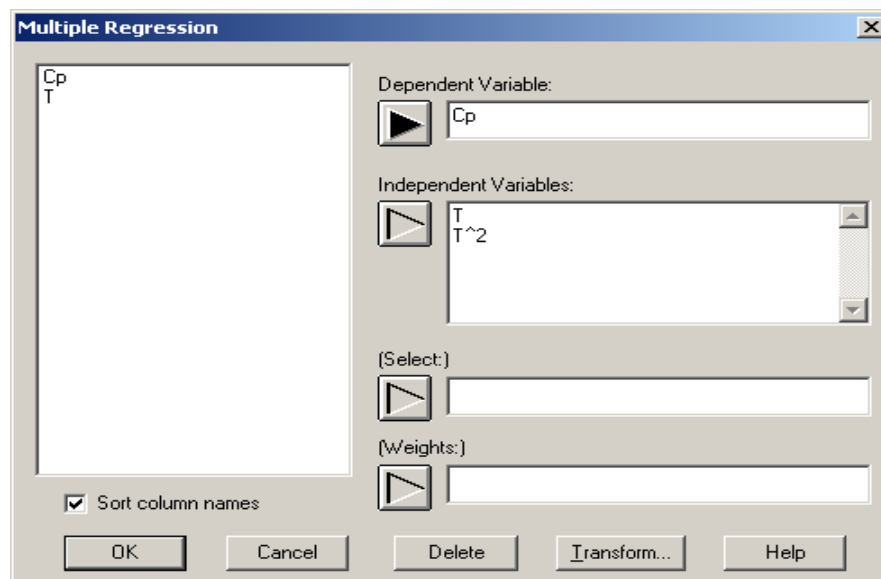 Multiple Regression
Cp
T
Dependent Variable:
Cp
Independent Variables:
T
T^2
(Select:)
(Weights:)
Sort column names
OK Cancel Delete Transform... Help